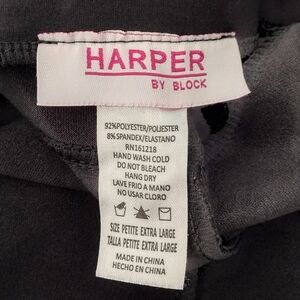 HARPER
BY BLOCK
92%POLYESTER/POLIESTER
8%SPANDEX/ELASTANO
RN161218
HAND WASH COLD
DO NOT BLEACH
HANG DRY
LAVE FRIO A MANO
NO USAR CLORO
SIZE PETITE EXTRA LARGE
TALLA PETITE EXTRA LARGE
MADE IN CHINA
HECHO EN CHINA